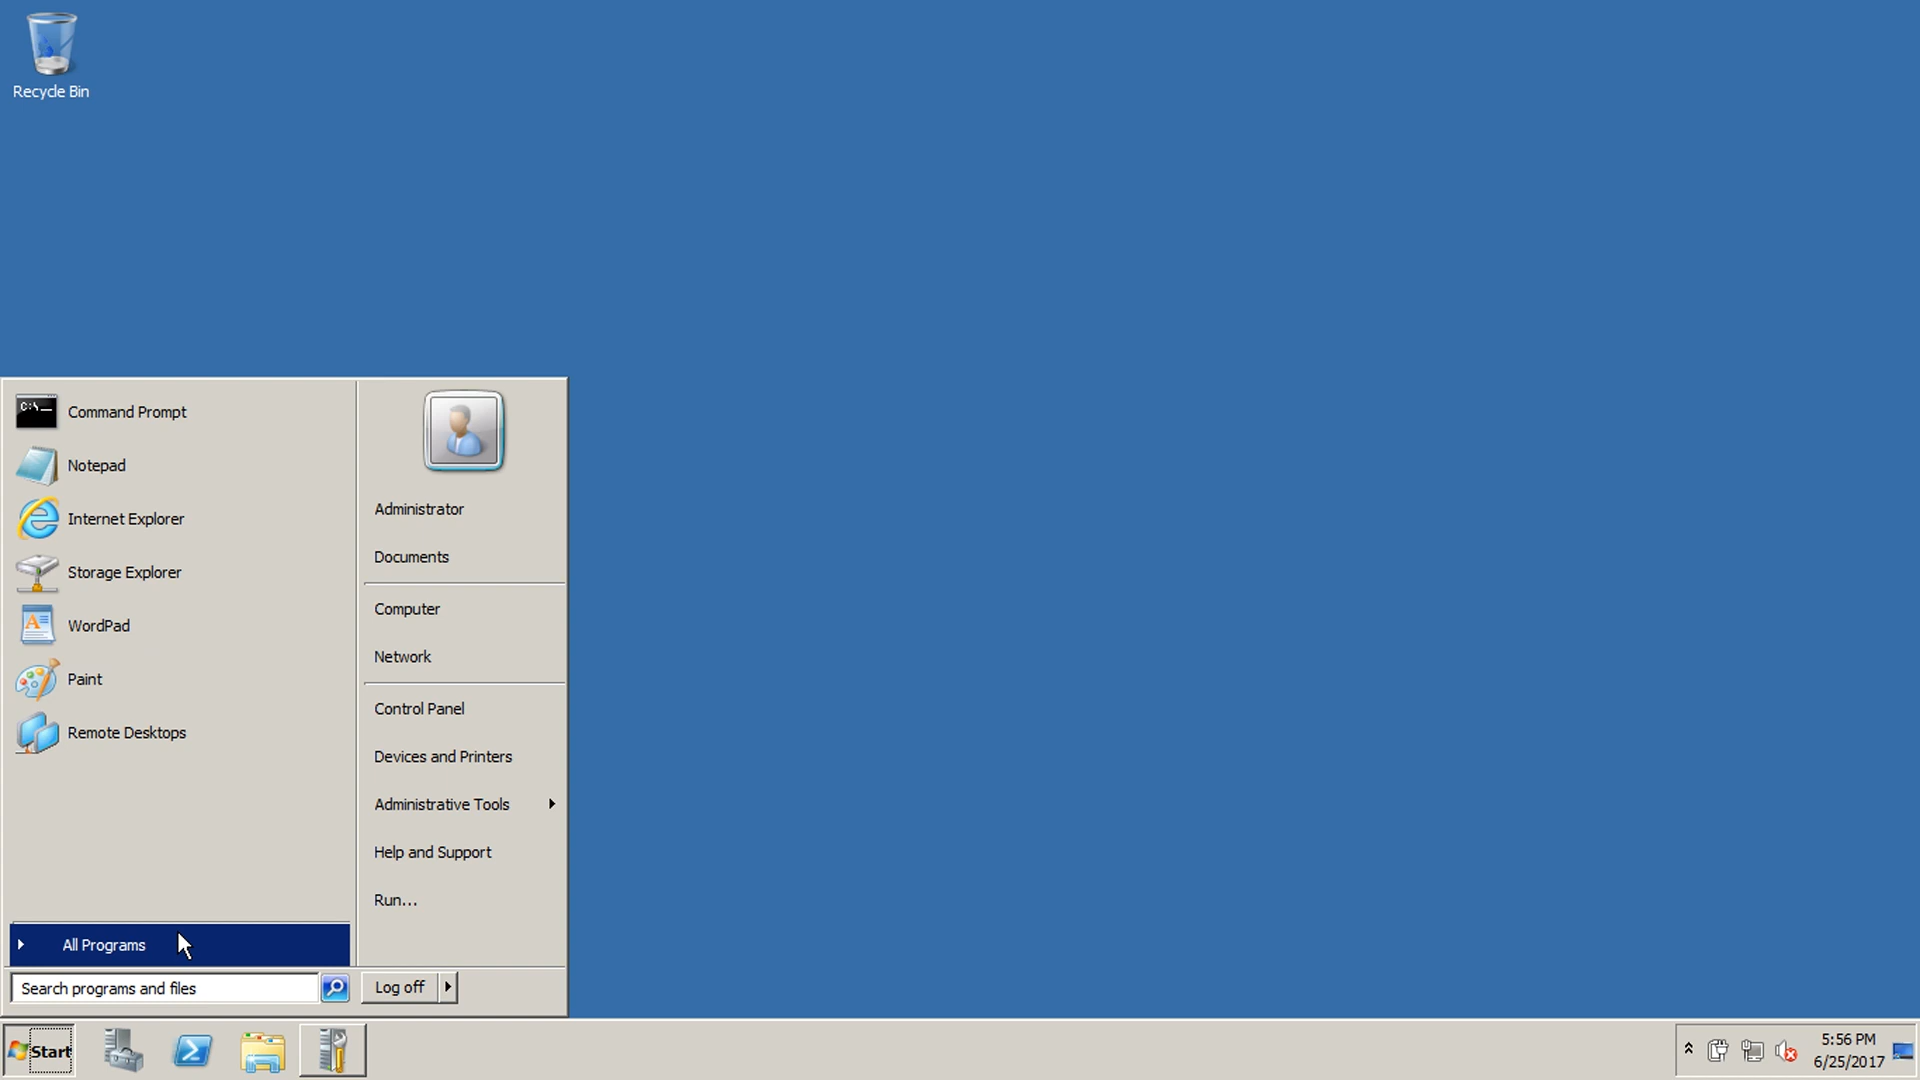 Recycle Bin
Command Prompt
Notepad
Internet Explorer
Storage Explorer
WordPad
Paint
Remote Desktops
All Programs
Search programs and files
Administrator
Documents
Computer
Network
Control Panel
Devices and Printers
Administrative Tools
Help and Support
Run...
Log off
Start
5:56 PM
6/25/2017